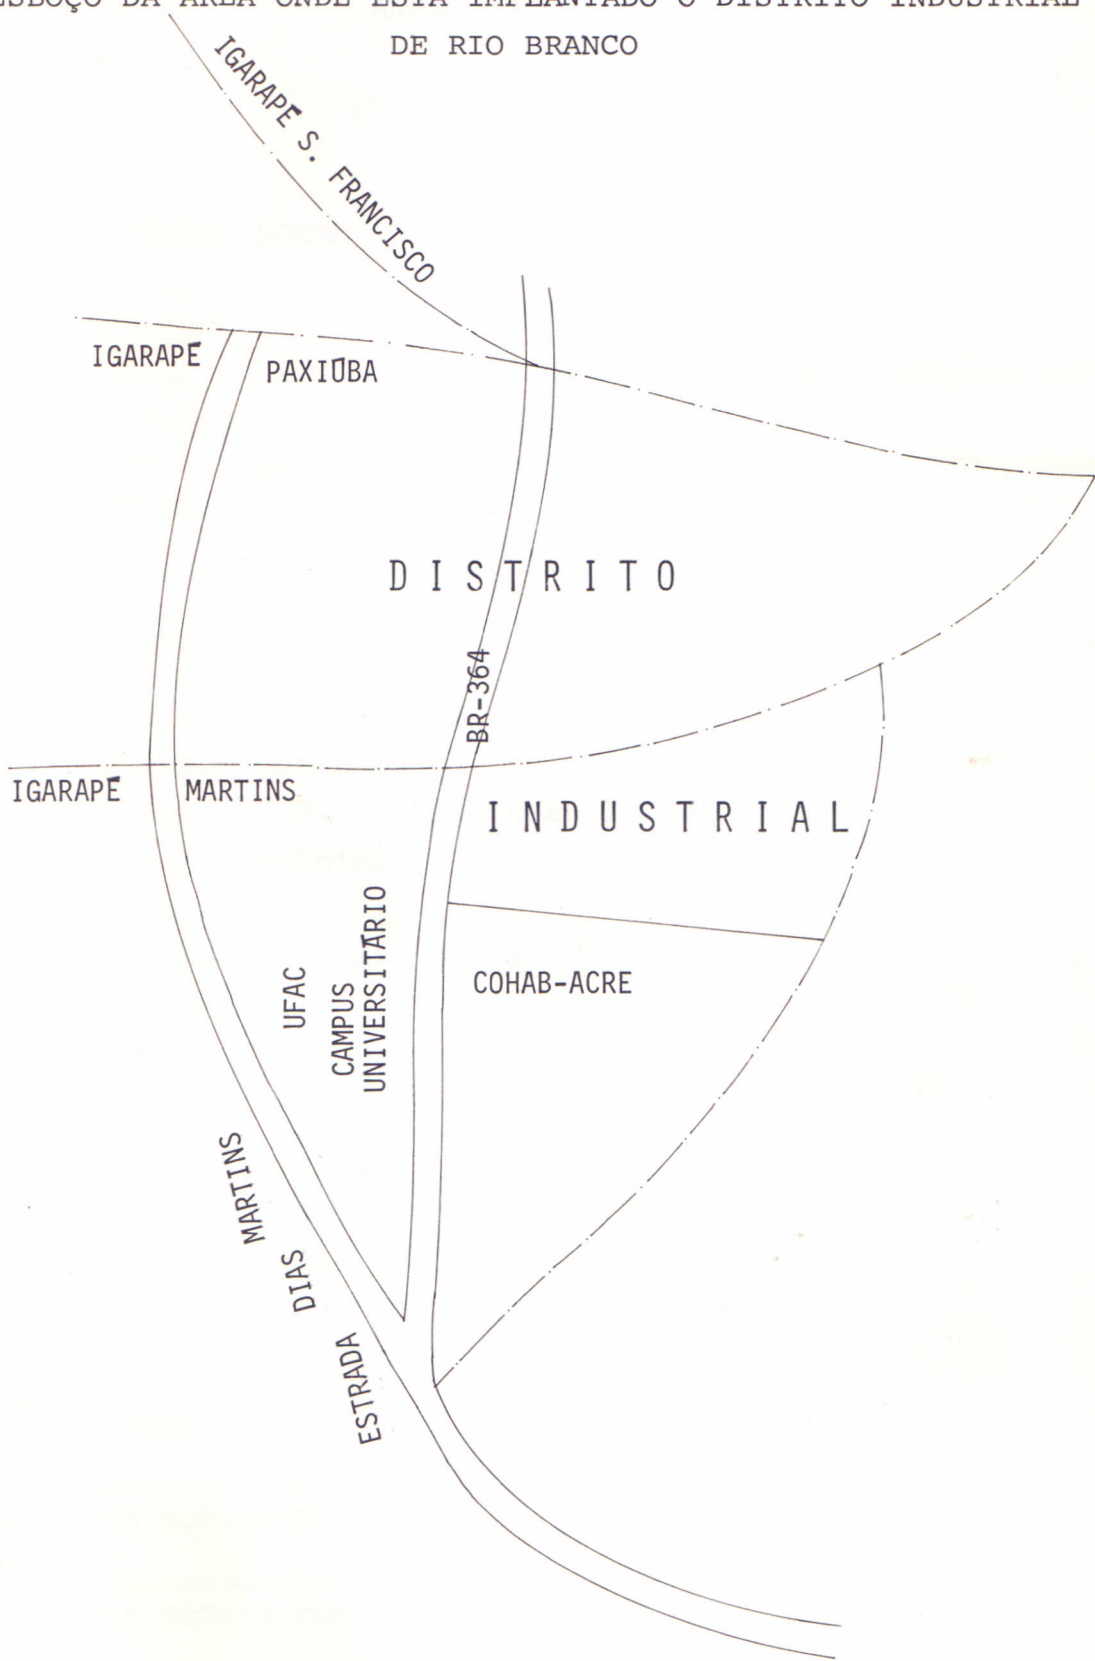 ESBOÇO DA ÁREA ONDE ESTÁ IMPLANTADO O DISTRITO INDUSTRIAL
DE RIO BRANCO
IGARAPÉ S. FRANCISCO
IGARAPÉ PAXIÚBA
DISTRITO
BR-364
IGARAPÉ MARTINS
INDUSTRIAL
UFAC
CAMPUS
UNIVERSITÁRIO
COHAB-ACRE
ESTRADA DIAS MARTINS